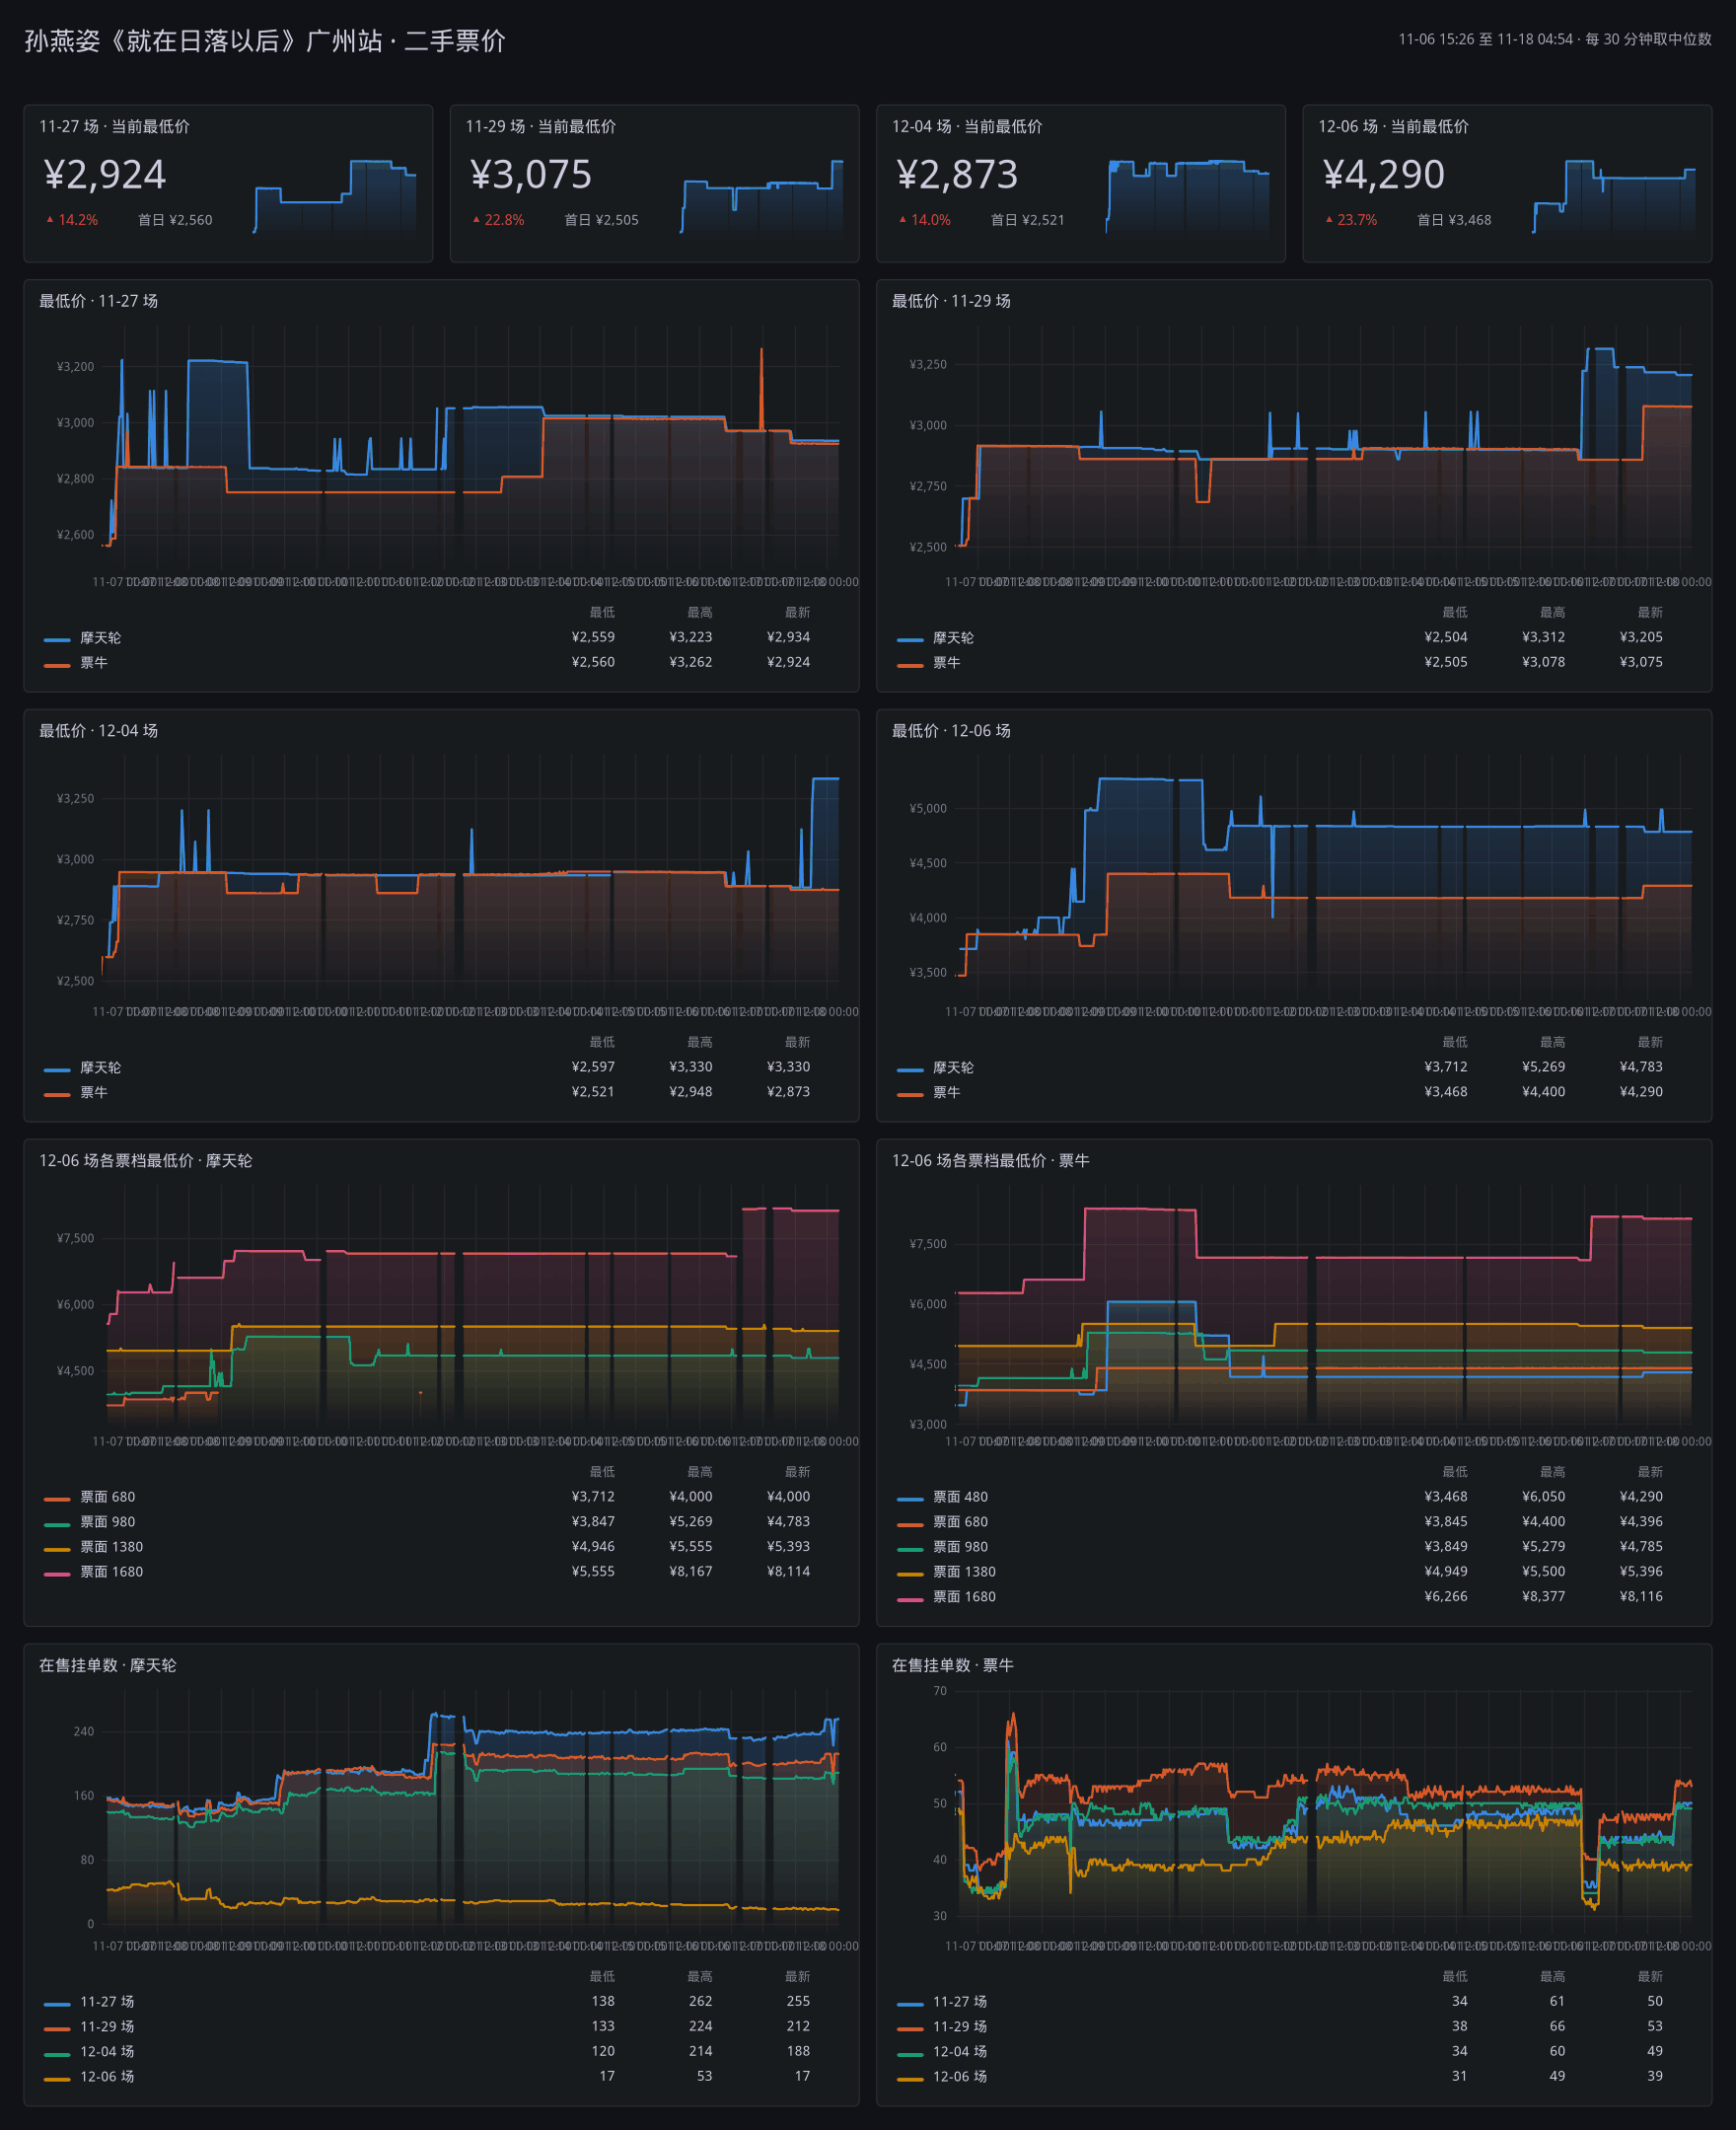 孙燕姿《就在日落以后》广州站 · 二手票价
11-06 15:26 至 11-18 04:54 · 每 30 分钟取中位数
11-27 场 · 当前最低价
¥2,924
▲ 14.2% 首日 ¥2,560
11-29 场 · 当前最低价
¥3,075
▲ 22.8% 首日 ¥2,505
12-04 场 · 当前最低价
¥2,873
▲ 14.0% 首日 ¥2,521
12-06 场 · 当前最低价
¥4,290
▲ 23.7% 首日 ¥3,468
最低价 · 11-27 场
¥3,200
¥3,000
¥2,800
¥2,600
最低 最高 最新
摩天轮 ¥2,559 ¥3,223 ¥2,934
票牛 ¥2,560 ¥3,262 ¥2,924
最低价 · 11-29 场
¥3,250
¥3,000
¥2,750
¥2,500
最低 最高 最新
摩天轮 ¥2,504 ¥3,312 ¥3,205
票牛 ¥2,505 ¥3,078 ¥3,075
最低价 · 12-04 场
¥3,250
¥3,000
¥2,750
¥2,500
最低 最高 最新
摩天轮 ¥2,597 ¥3,330 ¥3,330
票牛 ¥2,521 ¥2,948 ¥2,873
最低价 · 12-06 场
¥5,000
¥4,500
¥4,000
¥3,500
最低 最高 最新
摩天轮 ¥3,712 ¥5,269 ¥4,783
票牛 ¥3,468 ¥4,400 ¥4,290
12-06 场各票档最低价 · 摩天轮
¥7,500
¥6,000
¥4,500
最低 最高 最新
票面 680 ¥3,712 ¥4,000 ¥4,000
票面 980 ¥3,847 ¥5,269 ¥4,783
票面 1380 ¥4,946 ¥5,555 ¥5,393
票面 1680 ¥5,555 ¥8,167 ¥8,114
12-06 场各票档最低价 · 票牛
¥7,500
¥6,000
¥4,500
¥3,000
最低 最高 最新
票面 480 ¥3,468 ¥6,050 ¥4,290
票面 680 ¥3,845 ¥4,400 ¥4,396
票面 980 ¥3,849 ¥5,279 ¥4,785
票面 1380 ¥4,949 ¥5,500 ¥5,396
票面 1680 ¥6,266 ¥8,377 ¥8,116
在售挂单数 · 摩天轮
240
160
80
0
最低 最高 最新
11-27 场 138 262 255
11-29 场 133 224 212
12-04 场 120 214 188
12-06 场 17 53 17
在售挂单数 · 票牛
70
60
50
40
30
最低 最高 最新
11-27 场 34 61 50
11-29 场 38 66 53
12-04 场 34 60 49
12-06 场 31 49 39